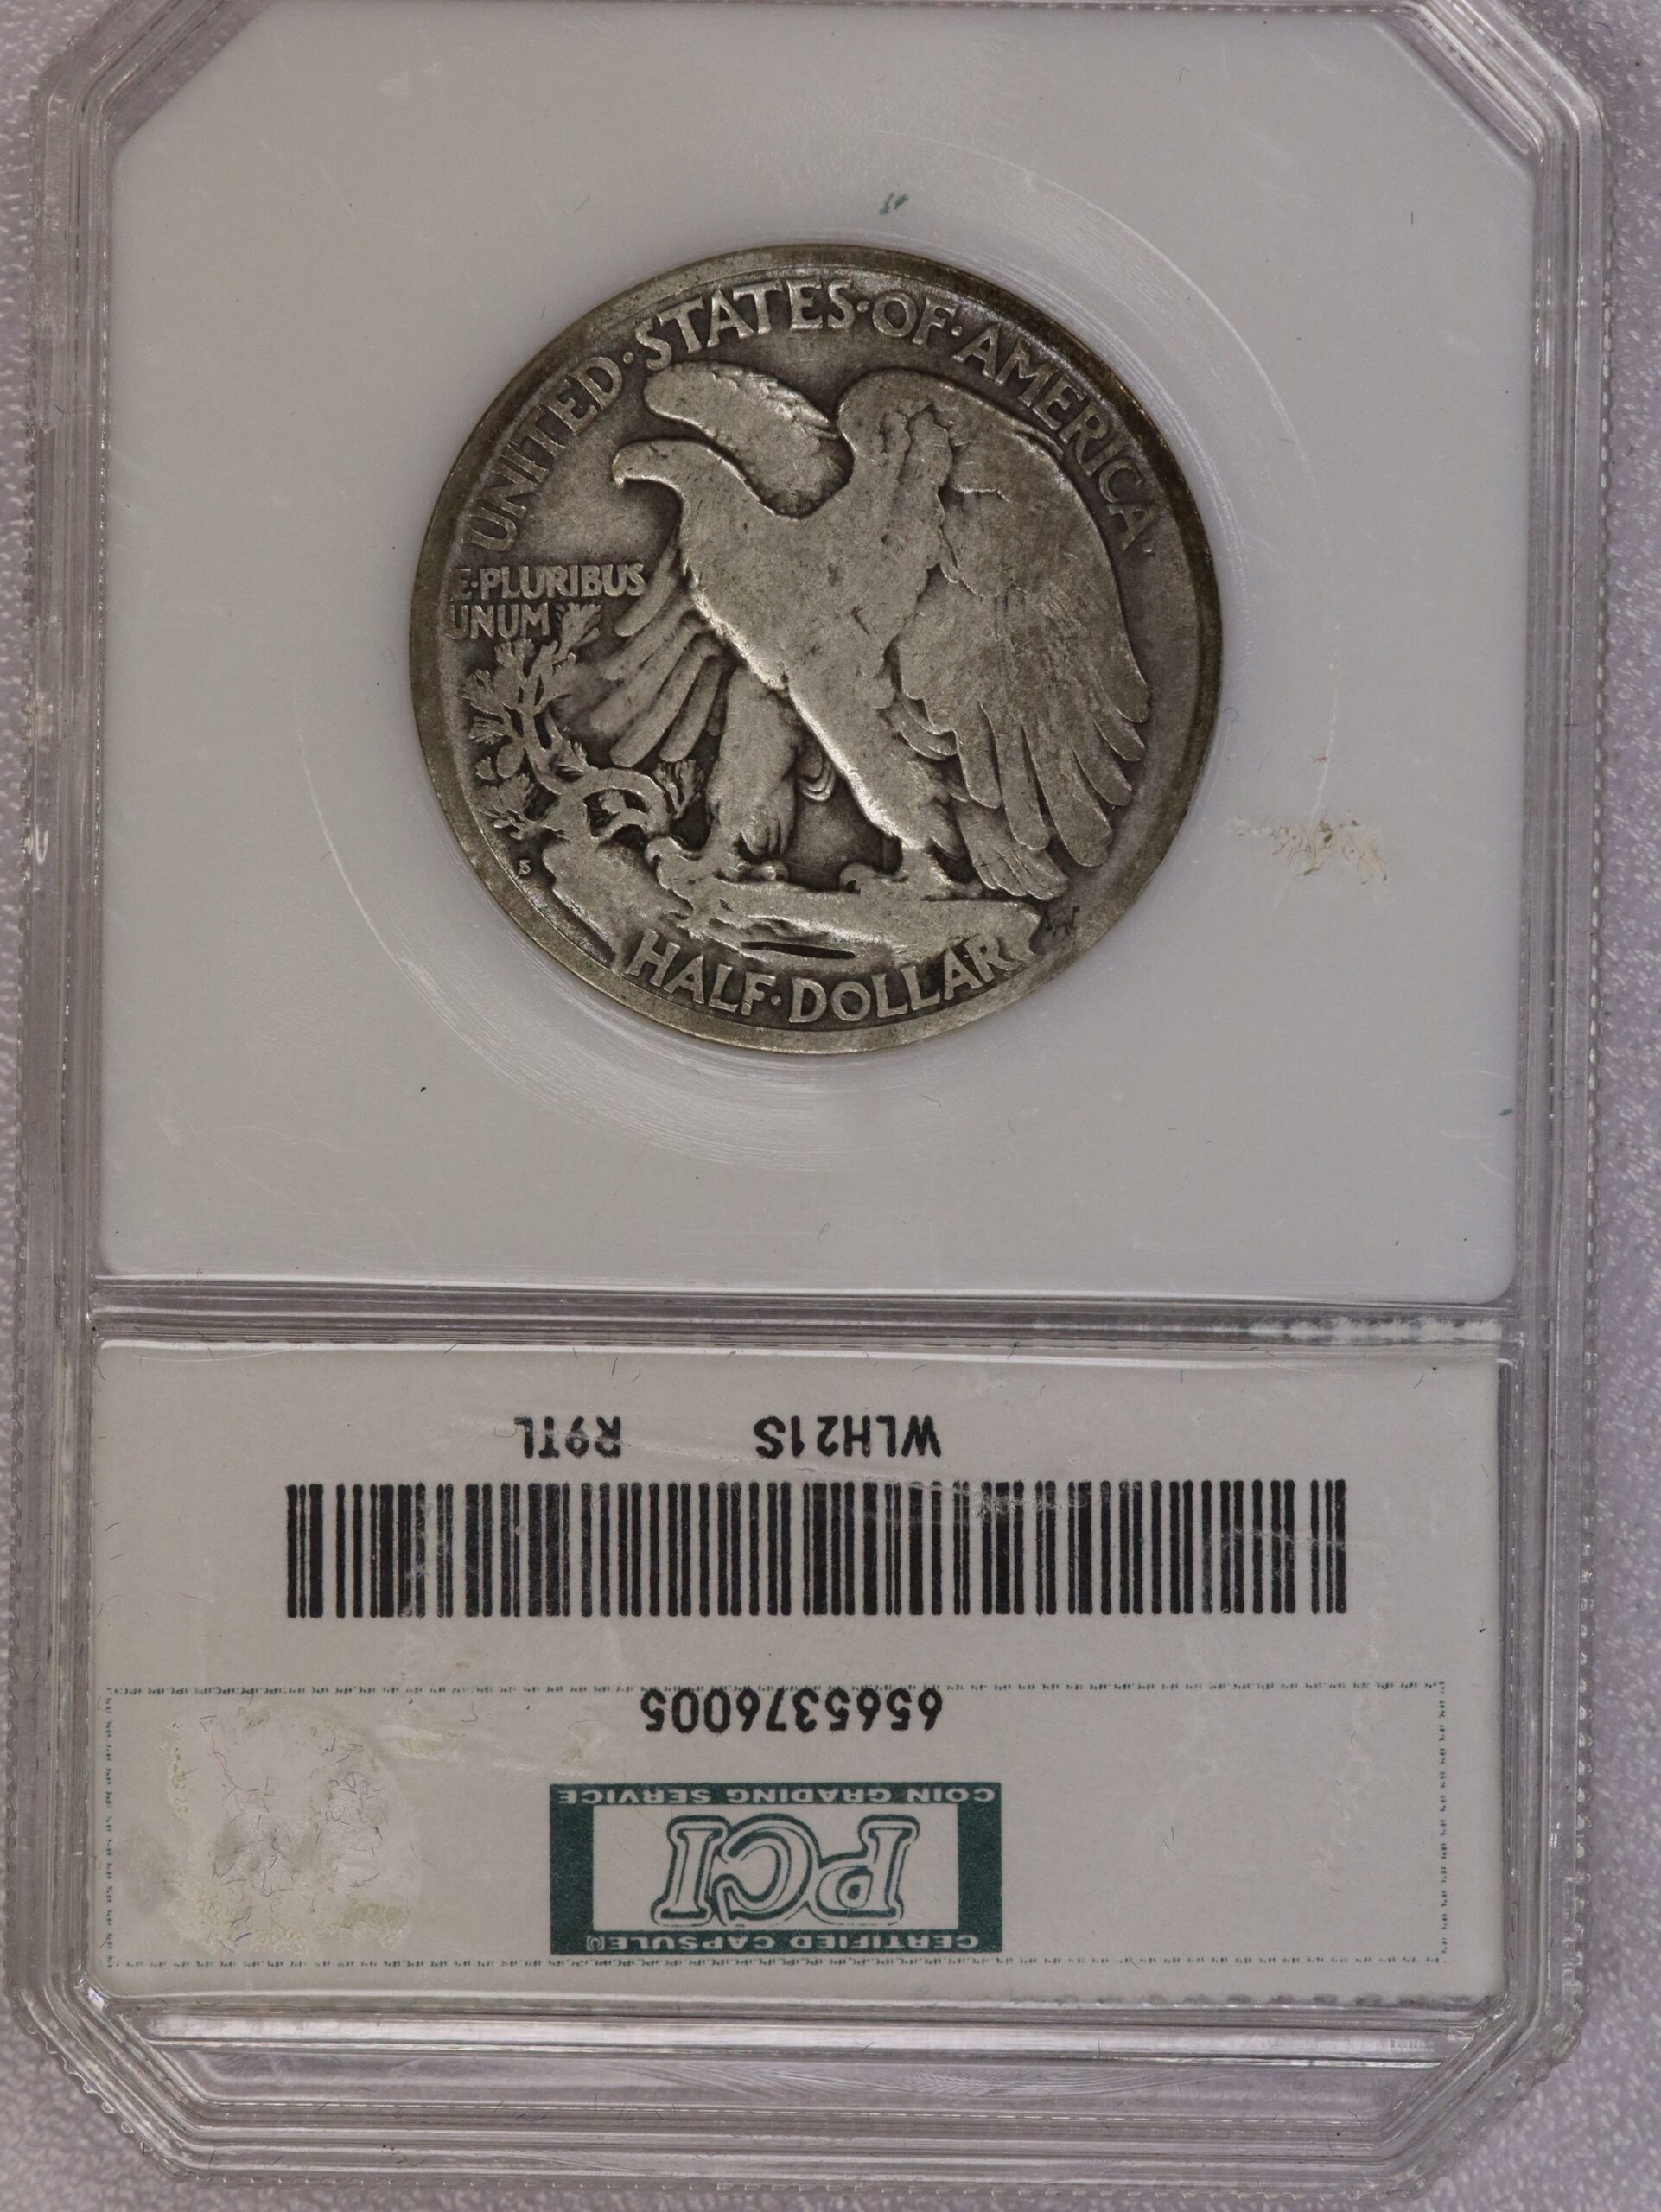 UNITED·STATES·OF·AMERICA·
E·PLURIBUS
UNUM
S
HALF·DOLLAR
WLH21S R9TL
6565376005
COIN GRADING SERVICE
PCI
CERTIFIED CAPSULE©